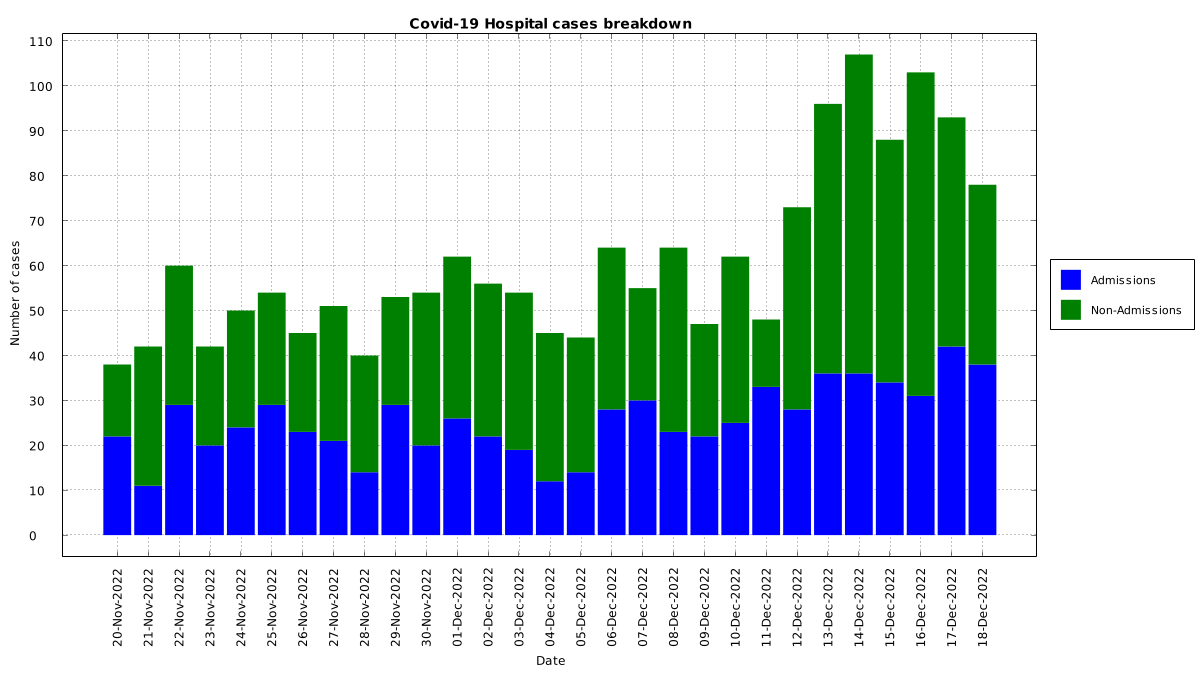 Covid-19 Hospital cases breakdown
110
100
90
80
70
60
50
40
30
20
10
0
Number of cases
20-Nov-2022
21-Nov-2022
22-Nov-2022
23-Nov-2022
24-Nov-2022
25-Nov-2022
26-Nov-2022
27-Nov-2022
28-Nov-2022
29-Nov-2022
30-Nov-2022
01-Dec-2022
02-Dec-2022
03-Dec-2022
04-Dec-2022
05-Dec-2022
06-Dec-2022
07-Dec-2022
08-Dec-2022
09-Dec-2022
10-Dec-2022
11-Dec-2022
12-Dec-2022
13-Dec-2022
14-Dec-2022
15-Dec-2022
16-Dec-2022
17-Dec-2022
18-Dec-2022
Date
Admissions
Non-Admissions